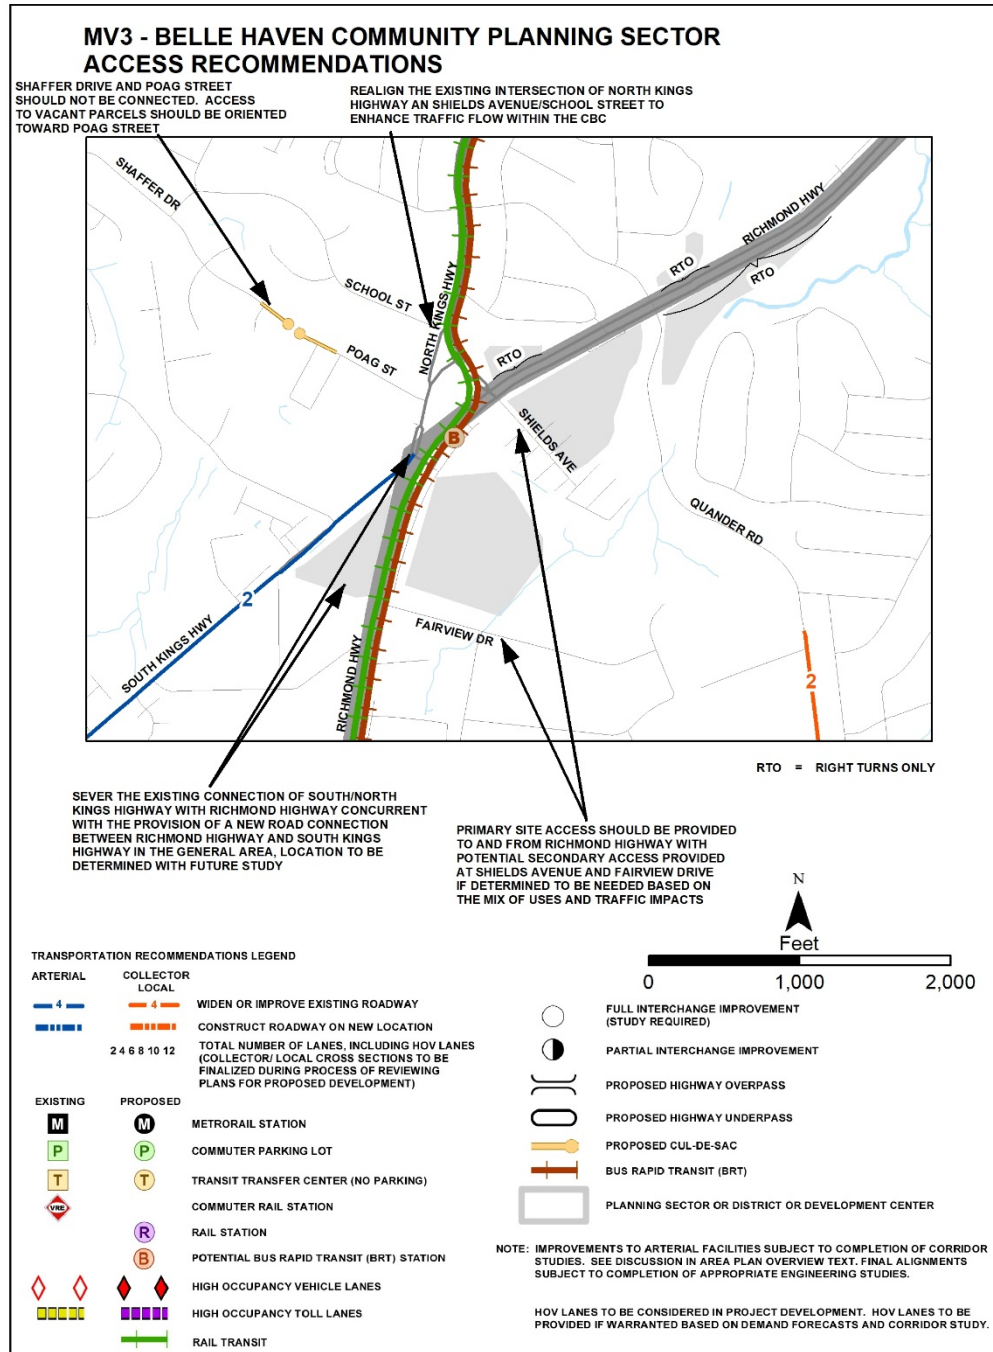 MV3 - BELLE HAVEN COMMUNITY PLANNING SECTOR
ACCESS RECOMMENDATIONS
SHAFFER DRIVE AND POAG STREET
SHOULD NOT BE CONNECTED. ACCESS
TO VACANT PARCELS SHOULD BE ORIENTED
TOWARD POAG STREET
REALIGN THE EXISTING INTERSECTION OF NORTH KINGS
HIGHWAY AN SHIELDS AVENUE/SCHOOL STREET TO
ENHANCE TRAFFIC FLOW WITHIN THE CBC
SHAFFER DR
SCHOOL ST
POAG ST
NORTH KINGS HWY
RICHMOND HWY
RTO
RTO
RTO
B
SHIELDS AVE
QUANDER RD
2
SOUTH KINGS HWY
FAIRVIEW DR
RICHMOND HWY
2
RTO = RIGHT TURNS ONLY
SEVER THE EXISTING CONNECTION OF SOUTH/NORTH
KINGS HIGHWAY WITH RICHMOND HIGHWAY CONCURRENT
WITH THE PROVISION OF A NEW ROAD CONNECTION
BETWEEN RICHMOND HIGHWAY AND SOUTH KINGS
HIGHWAY IN THE GENERAL AREA, LOCATION TO BE
DETERMINED WITH FUTURE STUDY
PRIMARY SITE ACCESS SHOULD BE PROVIDED
TO AND FROM RICHMOND HIGHWAY WITH
POTENTIAL SECONDARY ACCESS PROVIDED
AT SHIELDS AVENUE AND FAIRVIEW DRIVE
IF DETERMINED TO BE NEEDED BASED ON
THE MIX OF USES AND TRAFFIC IMPACTS
N
Feet
0 1,000 2,000
TRANSPORTATION RECOMMENDATIONS LEGEND
ARTERIAL COLLECTOR
LOCAL
4 4 WIDEN OR IMPROVE EXISTING ROADWAY
CONSTRUCT ROADWAY ON NEW LOCATION
2 4 6 8 10 12 TOTAL NUMBER OF LANES, INCLUDING HOV LANES
(COLLECTOR/ LOCAL CROSS SECTIONS TO BE
FINALIZED DURING PROCESS OF REVIEWING
PLANS FOR PROPOSED DEVELOPMENT)
EXISTING PROPOSED
M M METRORAIL STATION
P P COMMUTER PARKING LOT
T T TRANSIT TRANSFER CENTER (NO PARKING)
VRE COMMUTER RAIL STATION
R RAIL STATION
B POTENTIAL BUS RAPID TRANSIT (BRT) STATION
HIGH OCCUPANCY VEHICLE LANES
HIGH OCCUPANCY TOLL LANES
RAIL TRANSIT
FULL INTERCHANGE IMPROVEMENT
(STUDY REQUIRED)
PARTIAL INTERCHANGE IMPROVEMENT
PROPOSED HIGHWAY OVERPASS
PROPOSED HIGHWAY UNDERPASS
PROPOSED CUL-DE-SAC
BUS RAPID TRANSIT (BRT)
PLANNING SECTOR OR DISTRICT OR DEVELOPMENT CENTER
NOTE: IMPROVEMENTS TO ARTERIAL FACILITIES SUBJECT TO COMPLETION OF CORRIDOR
STUDIES. SEE DISCUSSION IN AREA PLAN OVERVIEW TEXT. FINAL ALIGNMENTS
SUBJECT TO COMPLETION OF APPROPRIATE ENGINEERING STUDIES.
HOV LANES TO BE CONSIDERED IN PROJECT DEVELOPMENT. HOV LANES TO BE
PROVIDED IF WARRANTED BASED ON DEMAND FORECASTS AND CORRIDOR STUDY.